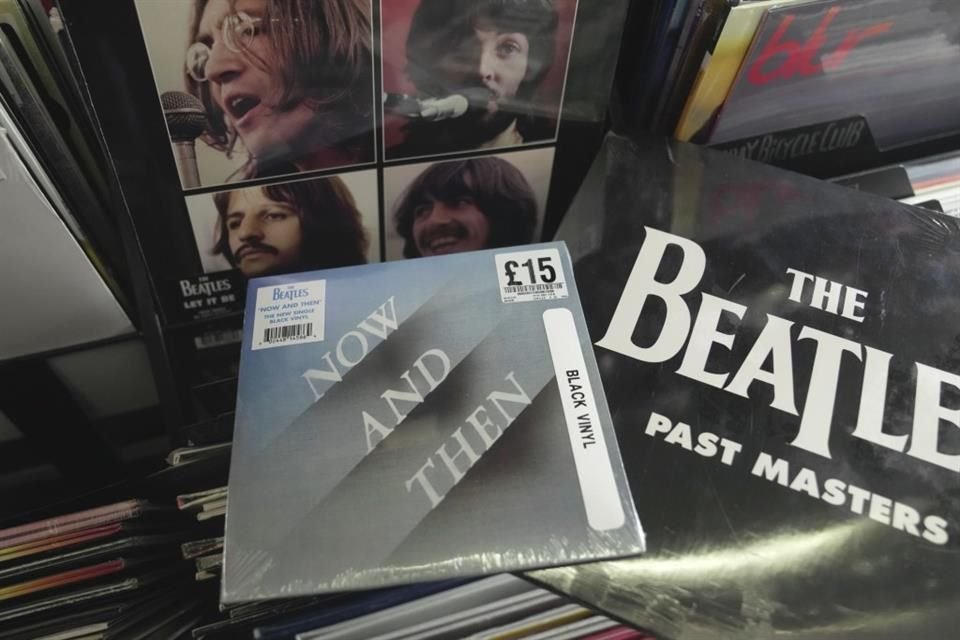 blr
BICYCLE CLUB
THE
BEATLES
LET IT BE
THE
BEATLES
"NOW AND THEN"
THE NEW SINGLE
BLACK VINYL
£15
NOW
AND
THEN
BLACK VINYL
THE
BEATLE
PAST MASTERS